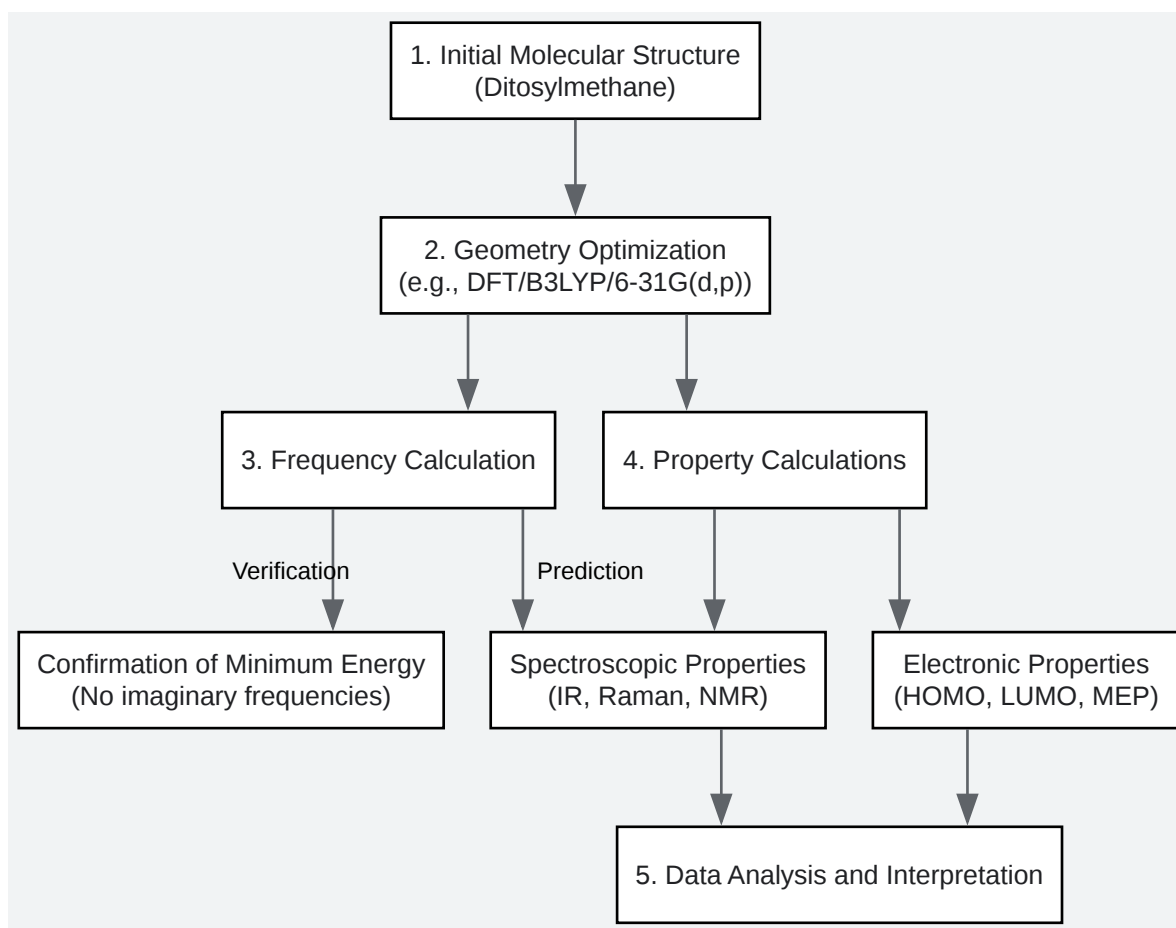 1. Initial Molecular Structure
(Ditosylmethane)
2. Geometry Optimization
(e.g., DFT/B3LYP/6-31G(d,p))
3. Frequency Calculation
4. Property Calculations
Verification
Prediction
Confirmation of Minimum Energy
(No imaginary frequencies)
Spectroscopic Properties
(IR, Raman, NMR)
Electronic Properties
(HOMO, LUMO, MEP)
5. Data Analysis and Interpretation